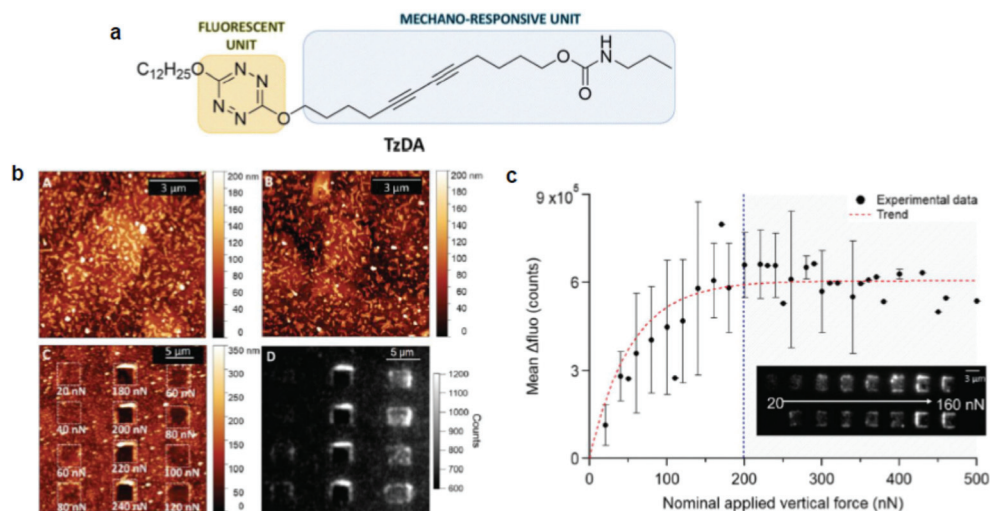 a
FLUORESCENT
UNIT
MECHANO-RESPONSIVE UNIT
C12H25O
N N
N N
O
O
H
N
O
TzDA
b
A
3 µm
200 nm
180
160
140
120
100
80
60
40
20
0
B
3 µm
200 nm
180
160
140
120
100
80
60
40
20
0
C
5 µm
20 nN 180 nN 60 nN
40 nN 200 nN 80 nN
60 nN 220 nN 100 nN
80 nN 240 nN 120 nN
350 nm
300
250
200
150
100
50
0
D
5 µm
1200
1100
1000
900
800
700
600
Counts
c
9 x10⁵
6
3
0
Mean Δfluo (counts)
Experimental data
Trend
3 µm
20 160 nN
0 100 200 300 400 500
Nominal applied vertical force (nN)